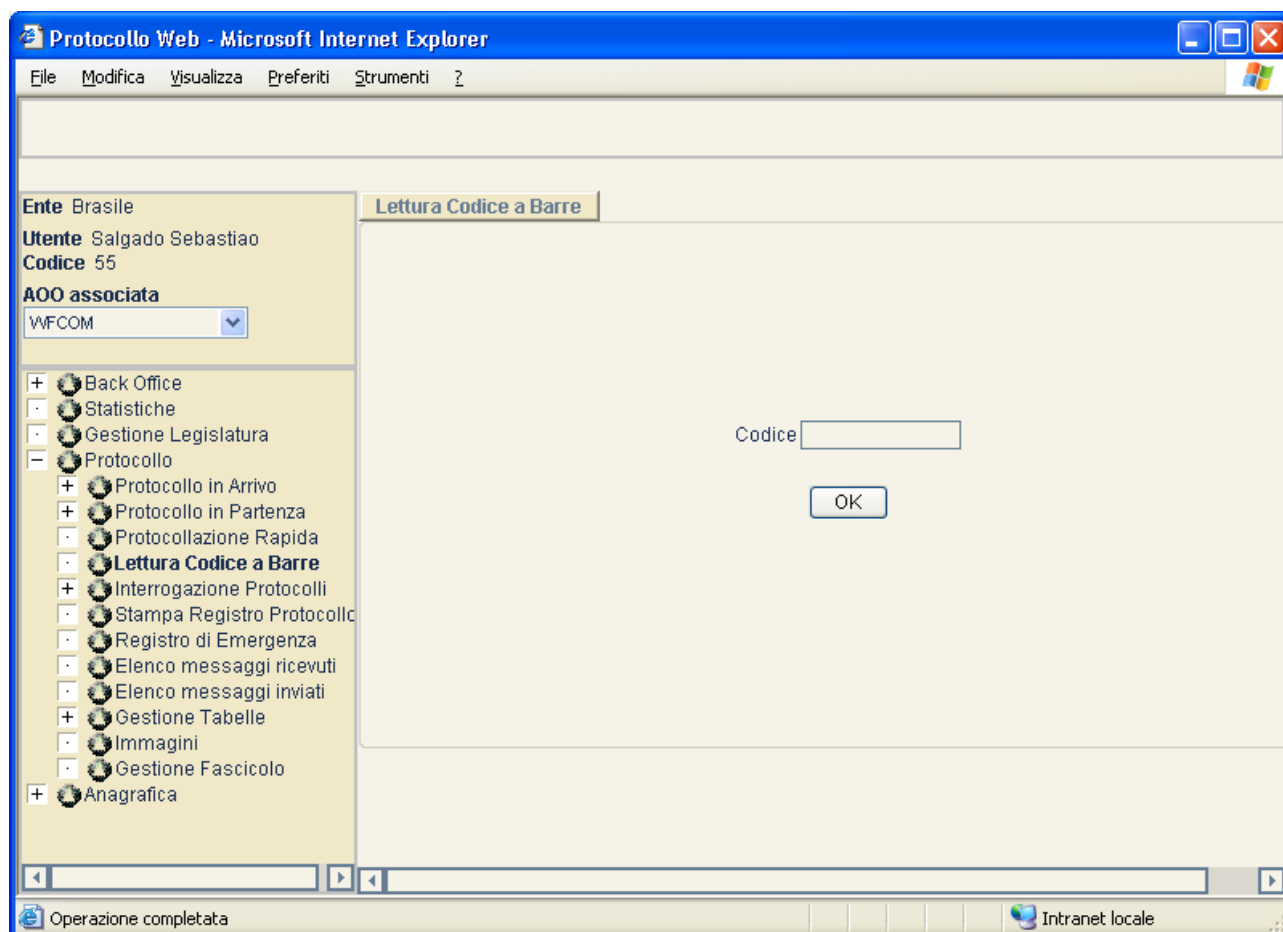 Protocollo Web - Microsoft Internet Explorer
File Modifica Visualizza Preferiti Strumenti ?
Ente Brasile
Utente Salgado Sebastiao
Codice 55
AOO associata
WFCOM
Back Office
Statistiche
Gestione Legislatura
Protocollo
Protocollo in Arrivo
Protocollo in Partenza
Protocollazione Rapida
Lettura Codice a Barre
Interrogazione Protocolli
Stampa Registro Protocollo
Registro di Emergenza
Elenco messaggi ricevuti
Elenco messaggi inviati
Gestione Tabelle
Immagini
Gestione Fascicolo
Anagrafica
Lettura Codice a Barre
Codice
OK
Operazione completata
Intranet locale